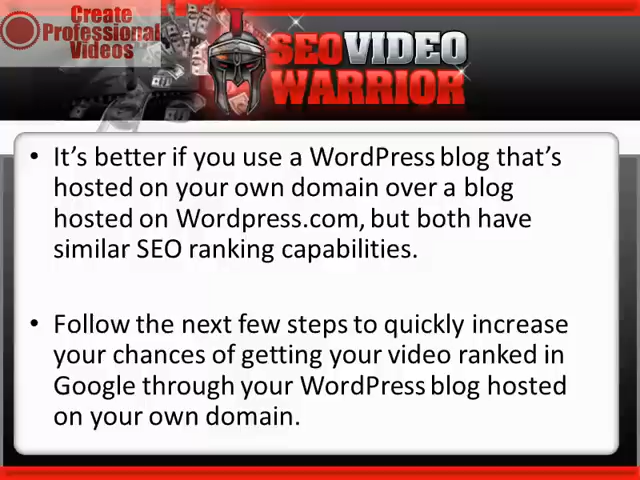 Create
Professional
Videos
SEOVIDEO
WARRIOR
• It’s better if you use a WordPress blog that’s
hosted on your own domain over a blog
hosted on Wordpress.com, but both have
similar SEO ranking capabilities.
• Follow the next few steps to quickly increase
your chances of getting your video ranked in
Google through your WordPress blog hosted
on your own domain.